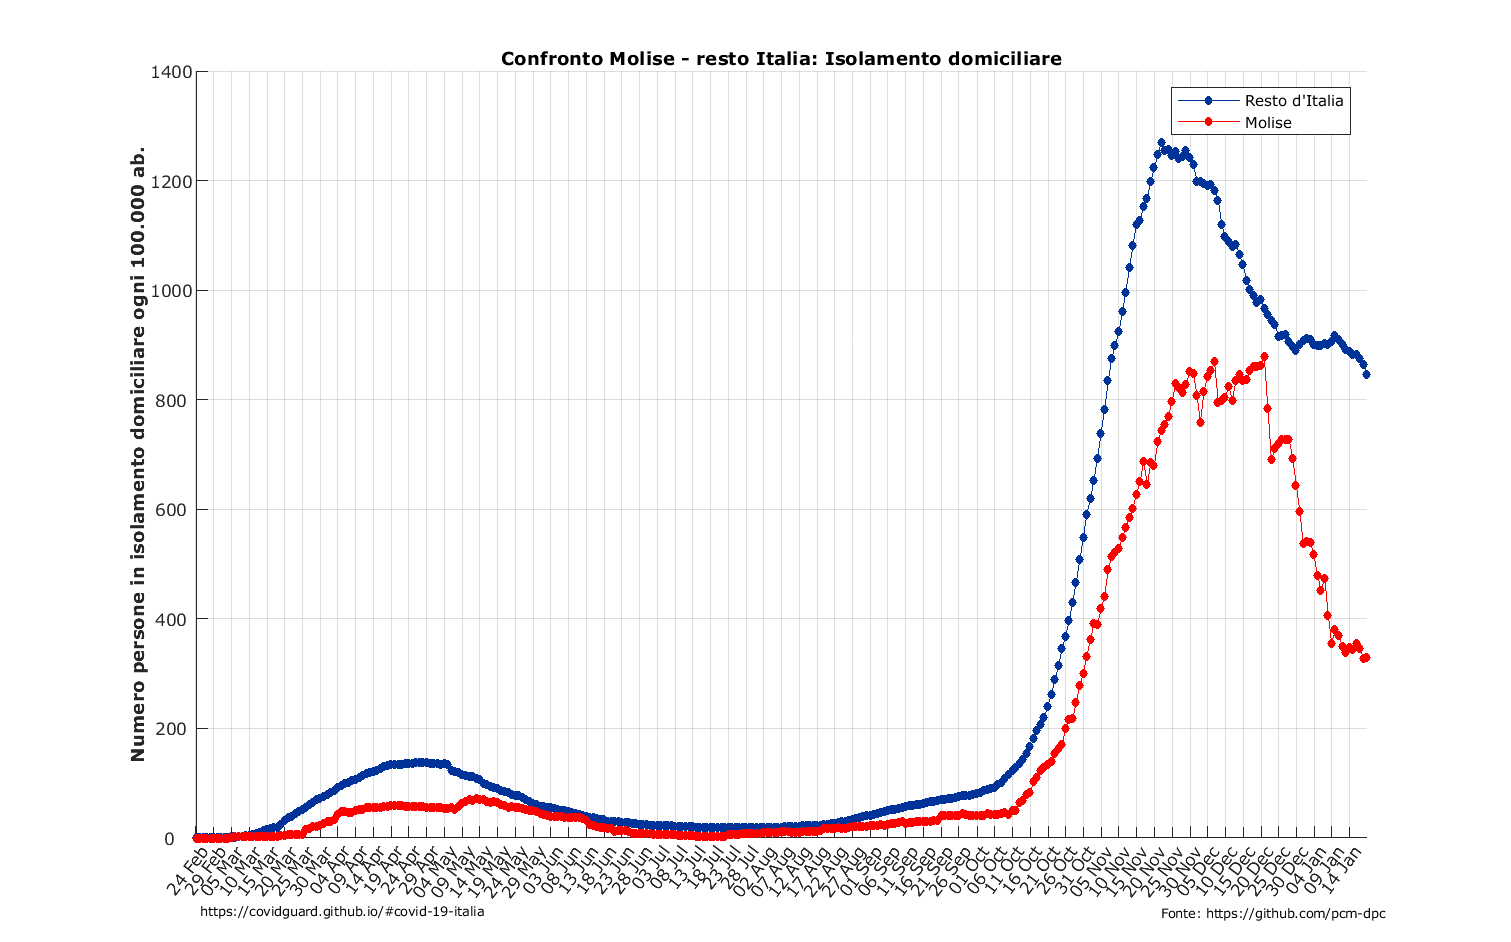 Confronto Molise - resto Italia: Isolamento domiciliare
Numero persone in isolamento domiciliare ogni 100.000 ab.
1400
1200
1000
800
600
400
200
0
Resto d'Italia
Molise
24 Feb
29 Feb
05 Mar
10 Mar
15 Mar
20 Mar
25 Mar
30 Mar
04 Apr
09 Apr
14 Apr
19 Apr
24 Apr
29 Apr
04 May
09 May
14 May
19 May
24 May
29 May
03 Jun
08 Jun
13 Jun
18 Jun
23 Jun
28 Jun
03 Jul
08 Jul
13 Jul
18 Jul
23 Jul
28 Jul
02 Aug
07 Aug
12 Aug
17 Aug
22 Aug
27 Aug
01 Sep
06 Sep
11 Sep
16 Sep
21 Sep
26 Sep
01 Oct
06 Oct
11 Oct
16 Oct
21 Oct
26 Oct
31 Oct
05 Nov
10 Nov
15 Nov
20 Nov
25 Nov
30 Nov
05 Dec
10 Dec
15 Dec
20 Dec
25 Dec
30 Dec
04 Jan
09 Jan
14 Jan
https://covidguard.github.io/#covid-19-italia
Fonte: https://github.com/pcm-dpc